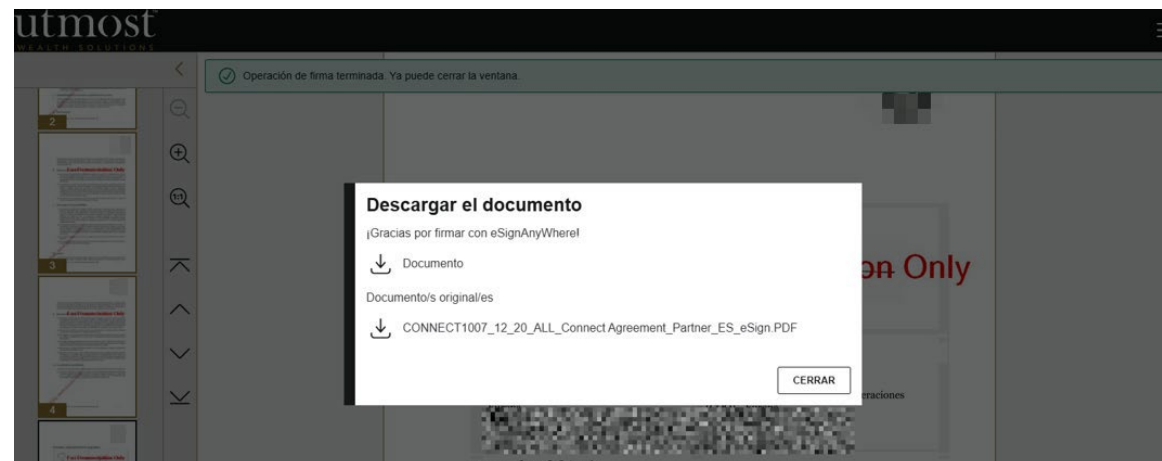 utmost
WEALTH SOLUTIONS
Operación de firma terminada. Ya puede cerrar la ventana.
2
3
4
on Only
Descargar el documento
¡Gracias por firmar con eSignAnyWhere!
Documento
Documento/s original/es
CONNECT1007_12_20_ALL_Connect Agreement_Partner_ES_eSign.PDF
CERRAR
eraciones